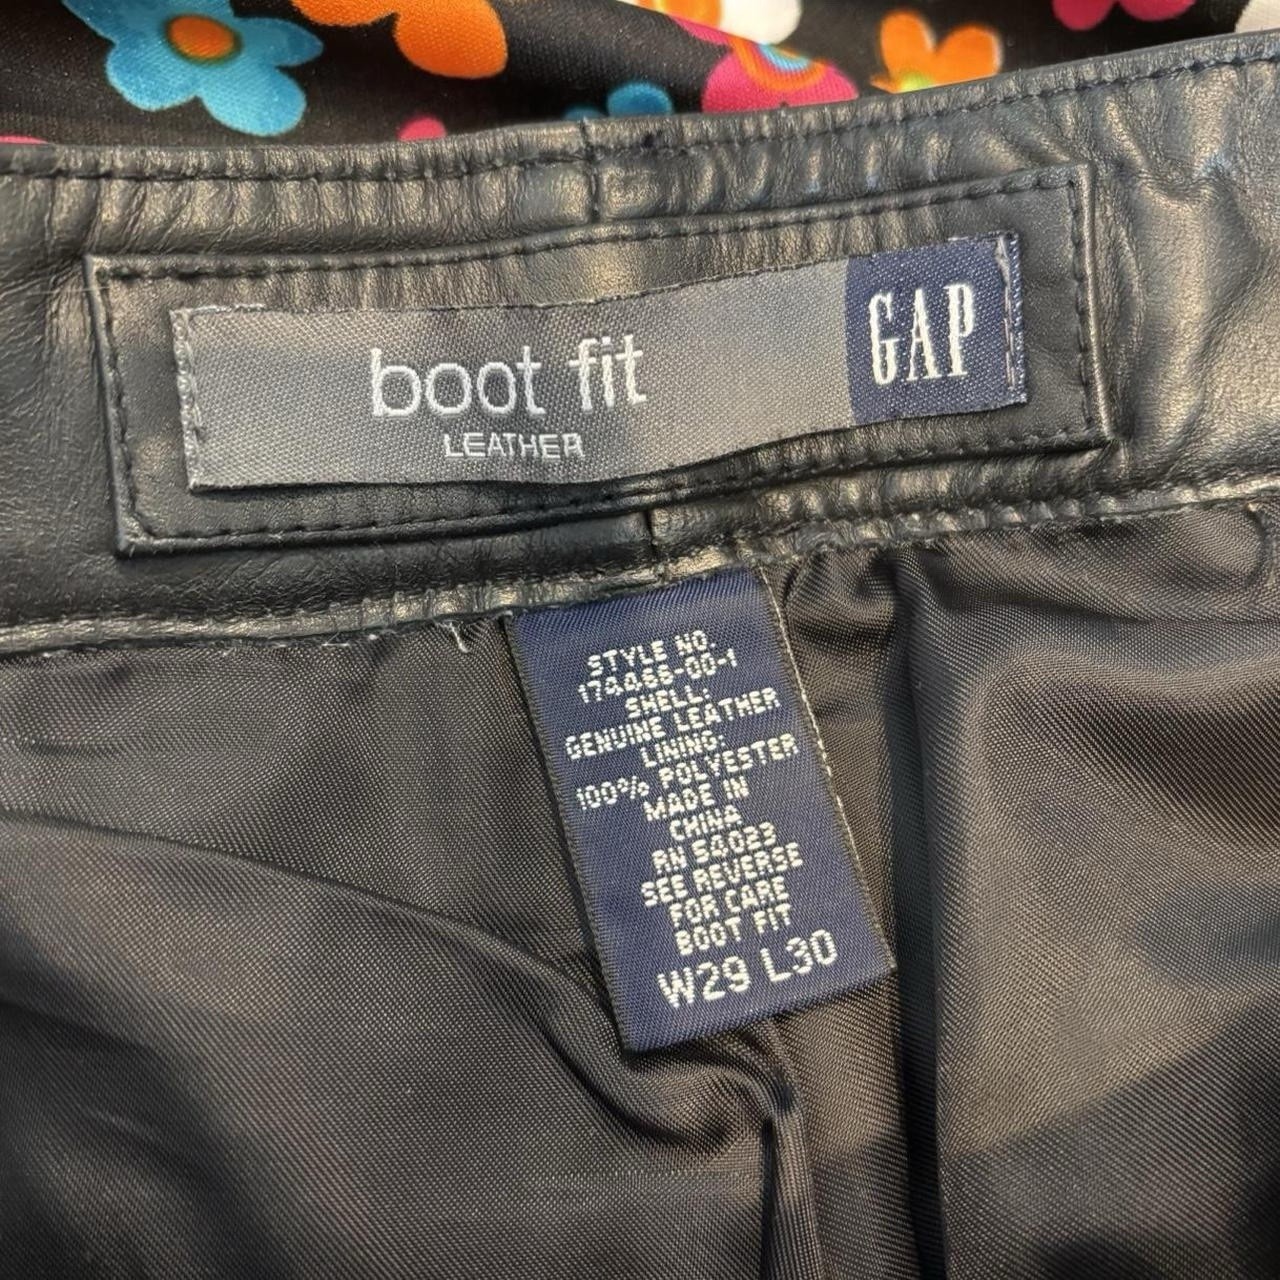 boot fit
LEATHER
GAP
STYLE NO.
174466-00-1
SHELL:
GENUINE LEATHER
LINING:
100% POLYESTER
MADE IN
CHINA
RN 54023
SEE REVERSE
FOR CARE
BOOT FIT
W29 L30